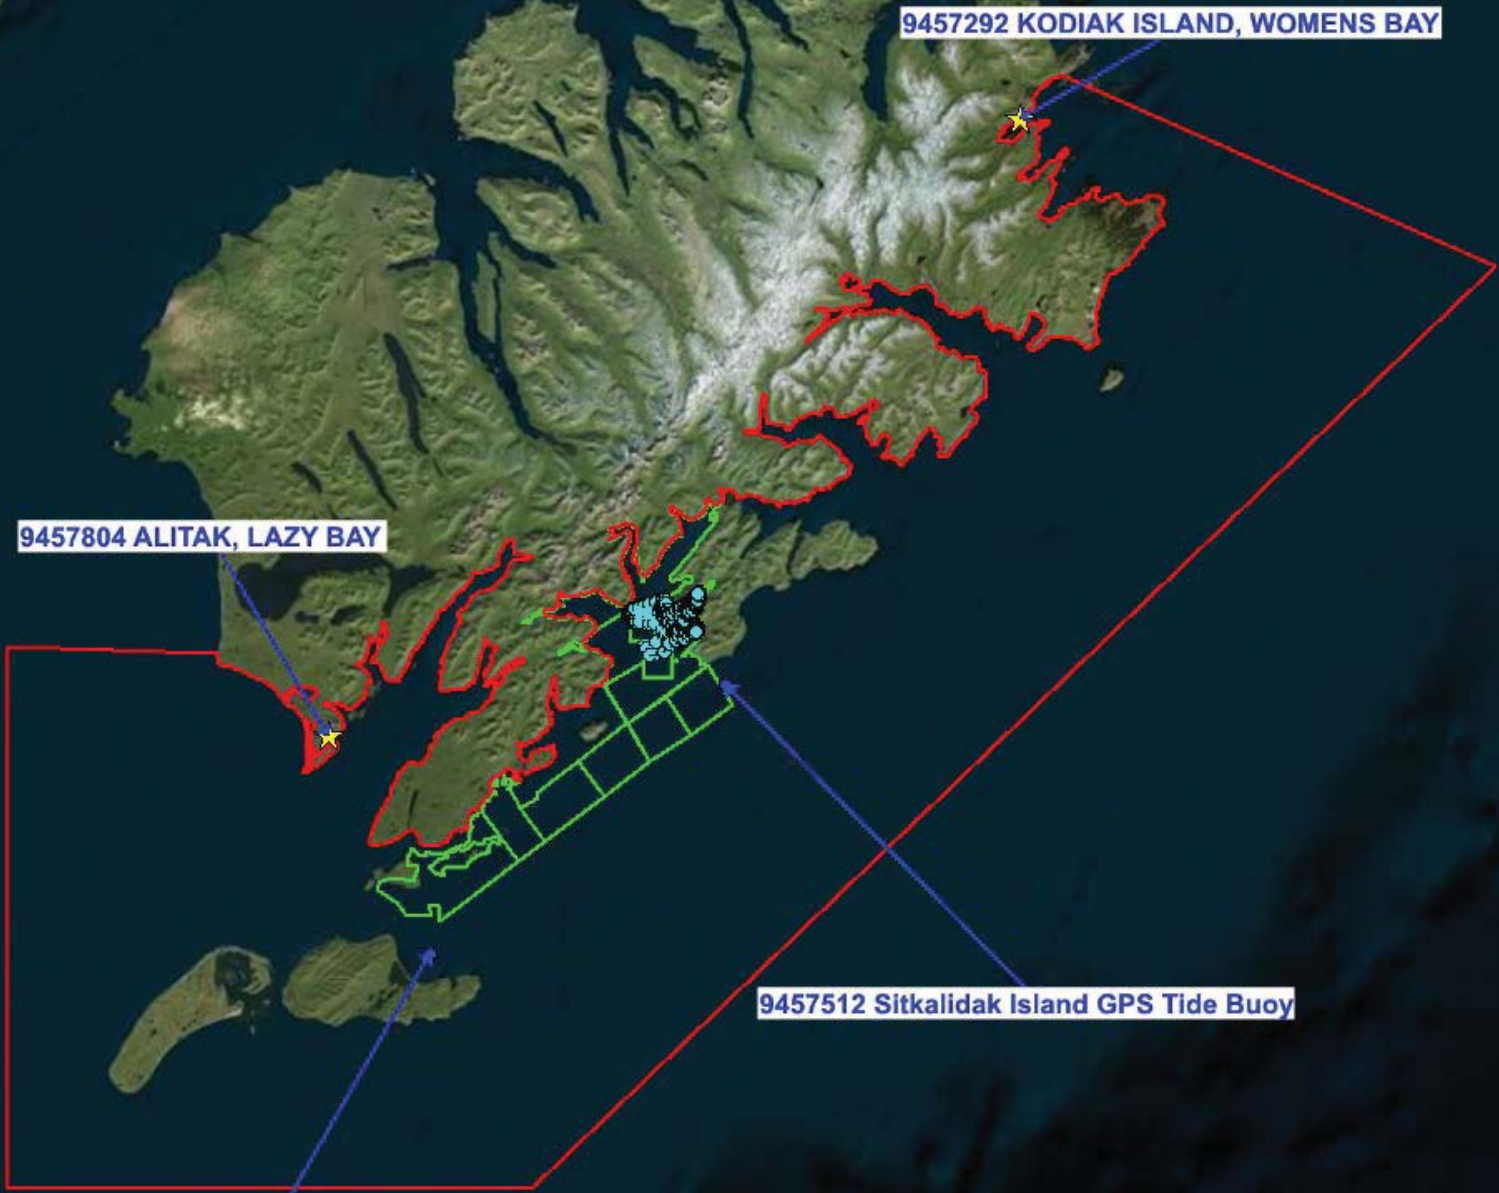 9457292 KODIAK ISLAND, WOMENS BAY
9457804 ALITAK, LAZY BAY
9457512 Sitkalidak Island GPS Tide Buoy